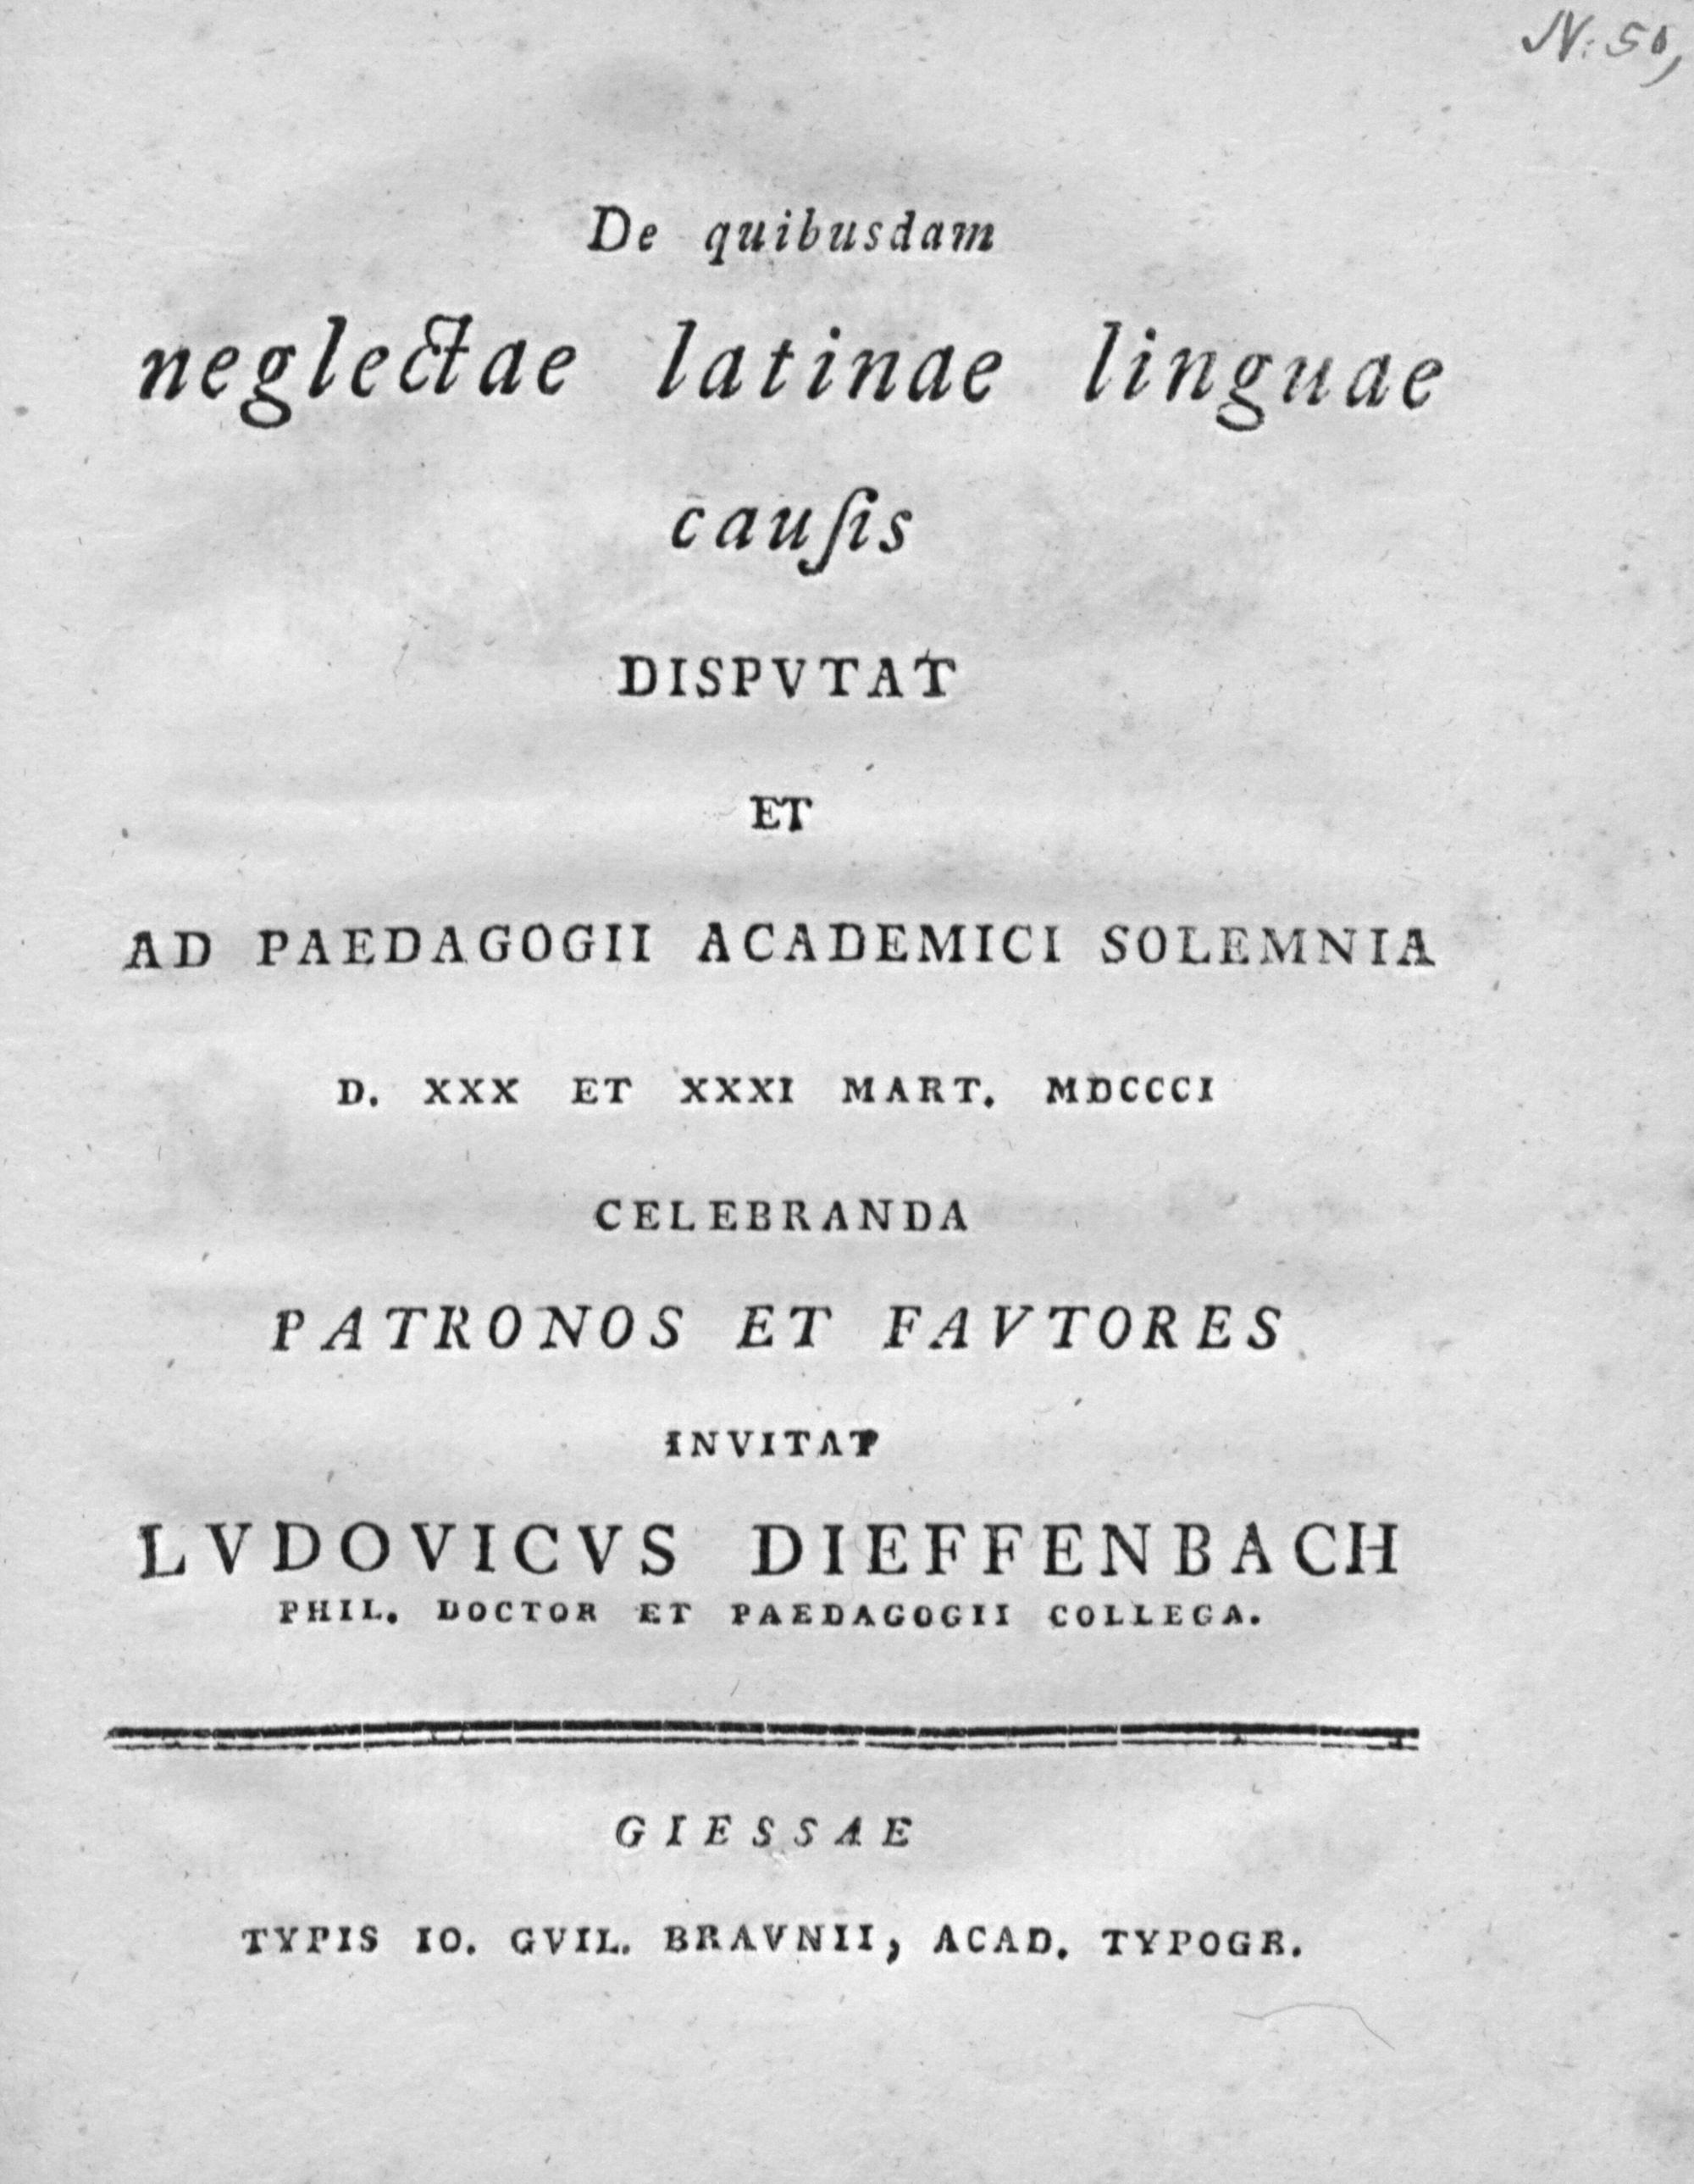 N: 50,
De quibusdam
neglectae latinae linguae
cauſis
DISPVTAT
ET
AD PAEDAGOGII ACADEMICI SOLEMNIA
D. XXX ET XXXI MART. MDCCCI
CELEBRANDA
PATRONOS ET FAVTORES
INVITAT
LVDOVICVS DIEFFENBACH
PHIL. DOCTOR ET PAEDAGOGII COLLEGA.
GIESSAE
TYPIS IO. GVIL. BRAVNII, ACAD. TYPOGR.